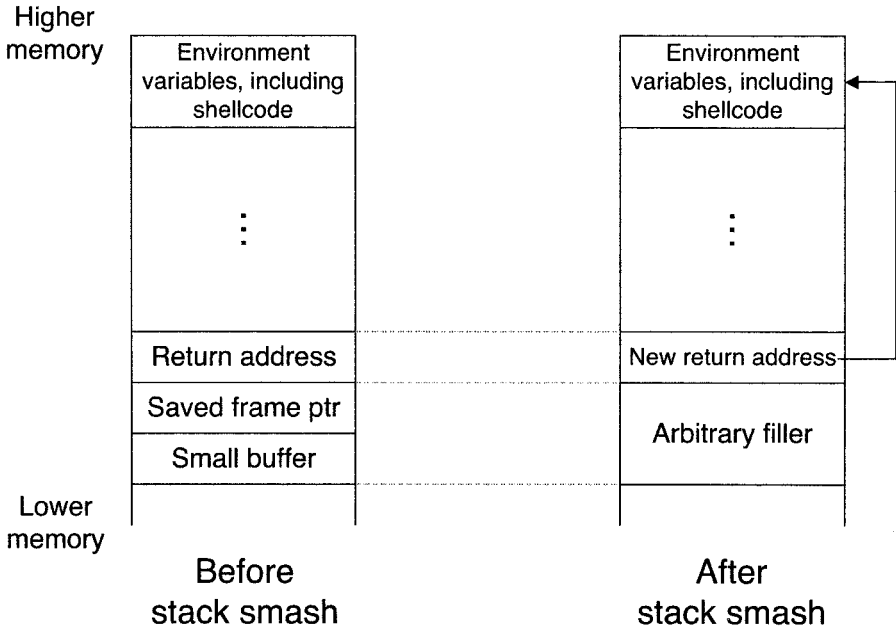 Higher
memory
Environment
variables, including
shellcode
Environment
variables, including
shellcode
⋮
⋮
Return address
New return address
Saved frame ptr
Arbitrary filler
Small buffer
Lower
memory
Before
stack smash
After
stack smash